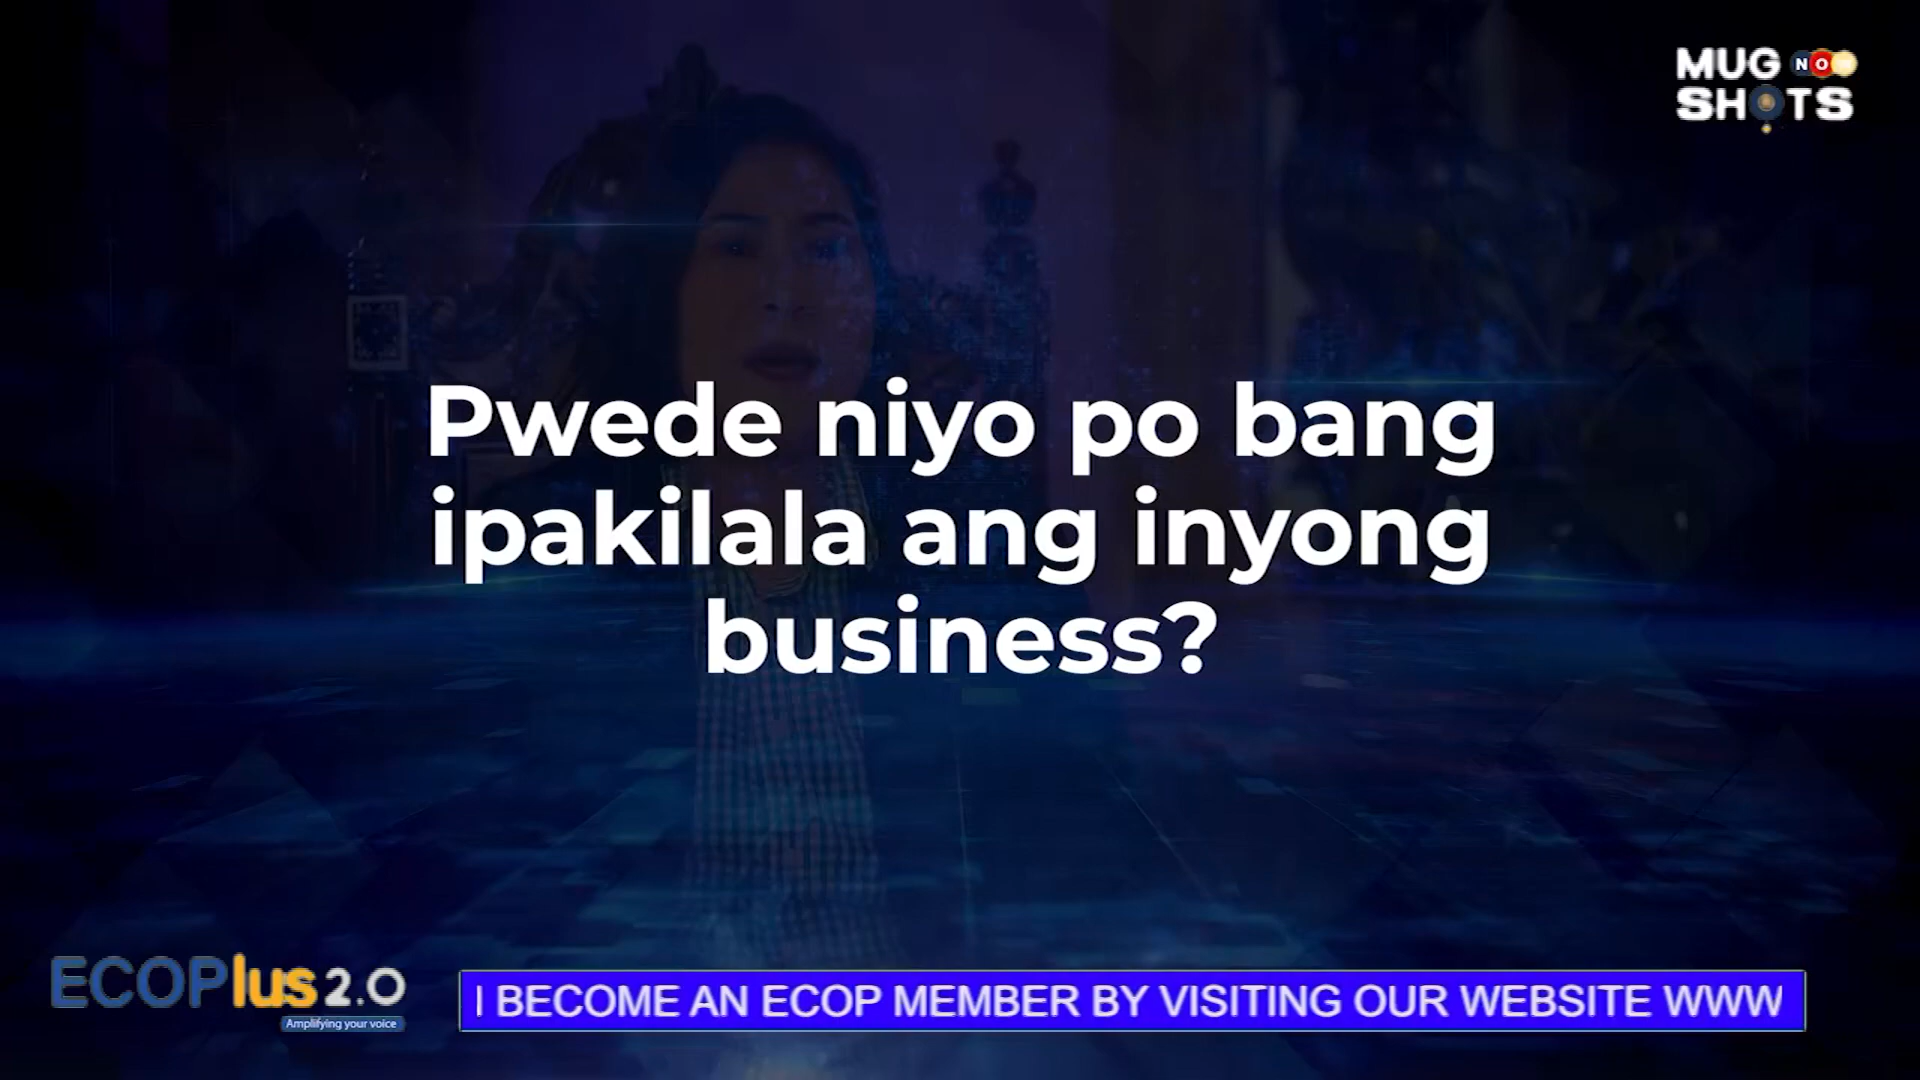 MUG NOW
SHOTS
Pwede niyo po bang
ipakilala ang inyong
business?
ECOPlus 2.0
Amplifying your voice
| BECOME AN ECOP MEMBER BY VISITING OUR WEBSITE WWW